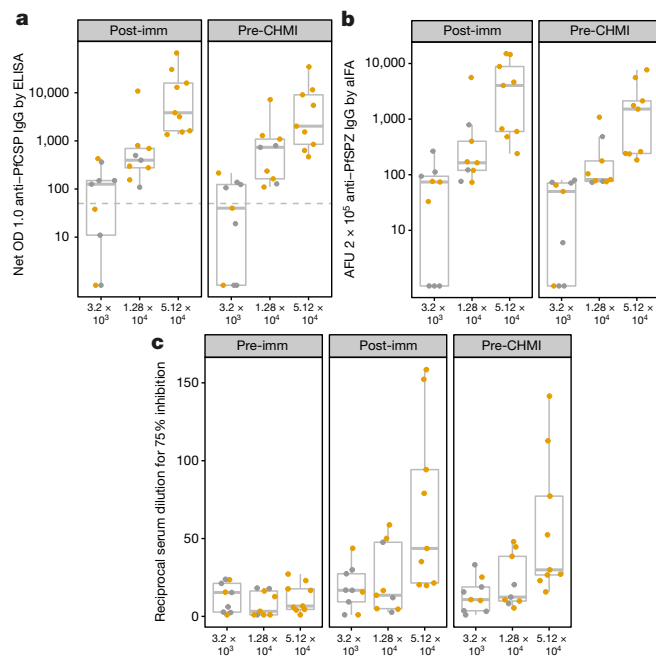 a
Post-imm
Pre-CHMI
Net OD 1.0 anti–PfCSP IgG by ELISA
10,000
1,000
100
10
3.2 × 10³
1.28 × 10⁴
5.12 × 10⁴
3.2 × 10³
1.28 × 10⁴
5.12 × 10⁴
b
Post-imm
Pre-CHMI
AFU 2 × 10⁵ anti–PfSPZ IgG by aIFA
10,000
1,000
100
10
3.2 × 10³
1.28 × 10⁴
5.12 × 10⁴
3.2 × 10³
1.28 × 10⁴
5.12 × 10⁴
c
Pre-imm
Post-imm
Pre-CHMI
Reciprocal serum dilution for 75% inhibition
150
100
50
0
3.2 × 10³
1.28 × 10⁴
5.12 × 10⁴
3.2 × 10³
1.28 × 10⁴
5.12 × 10⁴
3.2 × 10³
1.28 × 10⁴
5.12 × 10⁴